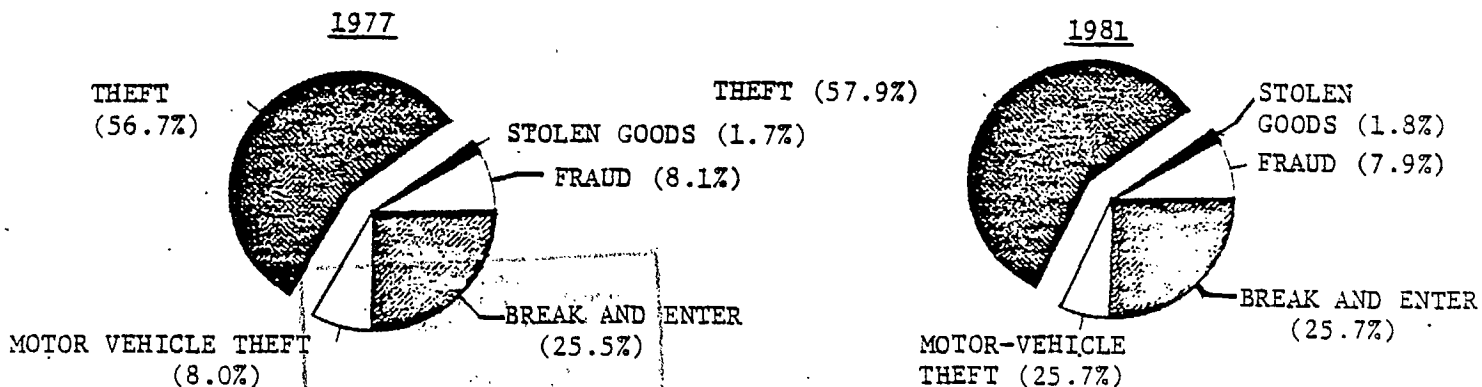 1977
THEFT
(56.7%)
STOLEN GOODS (1.7%)
FRAUD (8.1%)
BREAK AND ENTER
(25.5%)
MOTOR VEHICLE THEFT
(8.0%)
1981
THEFT (57.9%)
STOLEN
GOODS (1.8%)
FRAUD (7.9%)
BREAK AND ENTER
(25.7%)
MOTOR-VEHICLE
THEFT (25.7%)